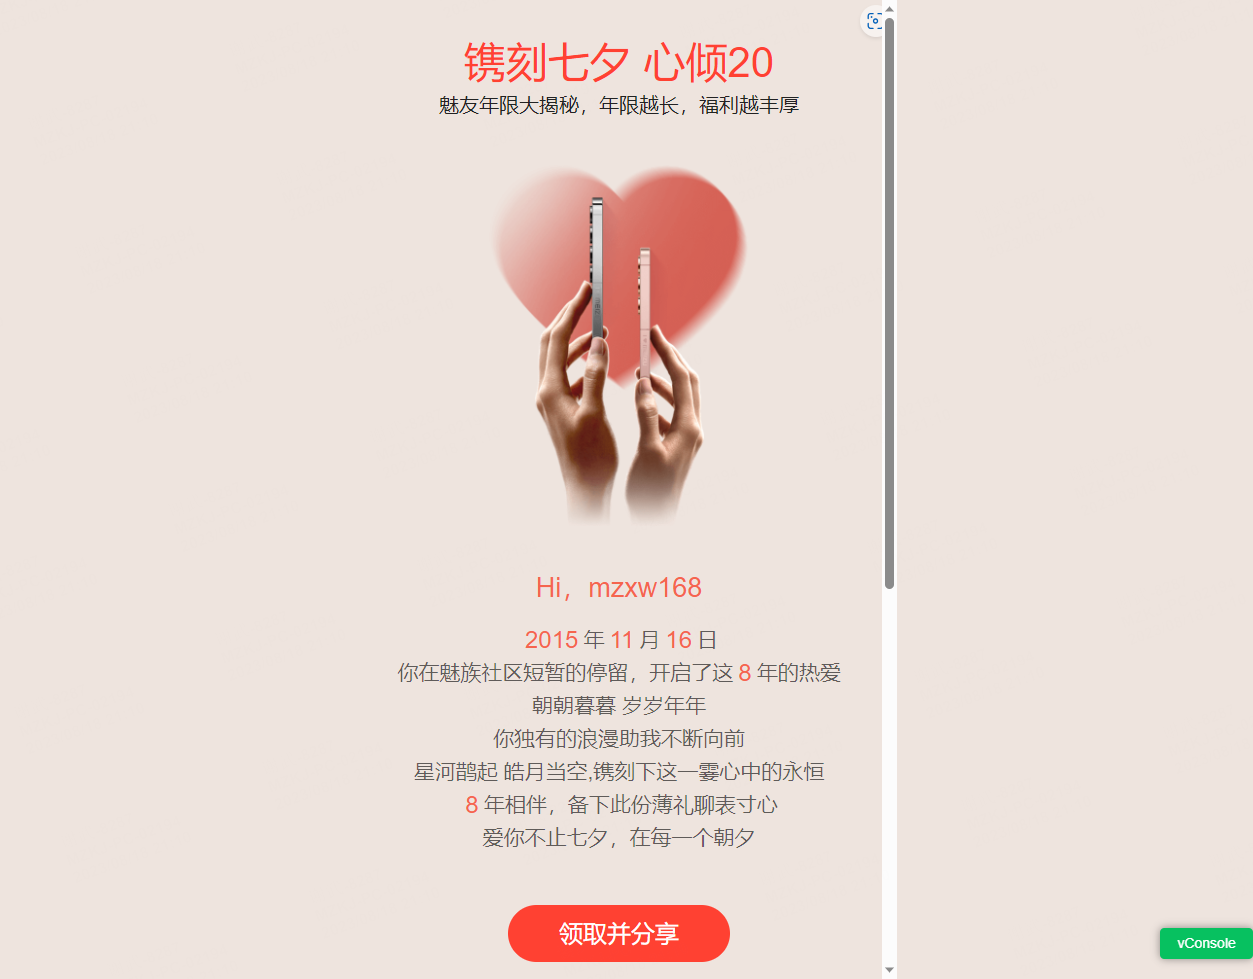 镌刻七夕 心倾20
魅友年限大揭秘，年限越长，福利越丰厚
Hi，mzxw168
2015 年 11 月 16 日
你在魅族社区短暂的停留，开启了这 8 年的热爱
朝朝暮暮 岁岁年年
你独有的浪漫助我不断向前
星河鹊起 皓月当空,镌刻下这一霎心中的永恒
8 年相伴，备下此份薄礼聊表寸心
爱你不止七夕，在每一个朝夕
领取并分享
vConsole